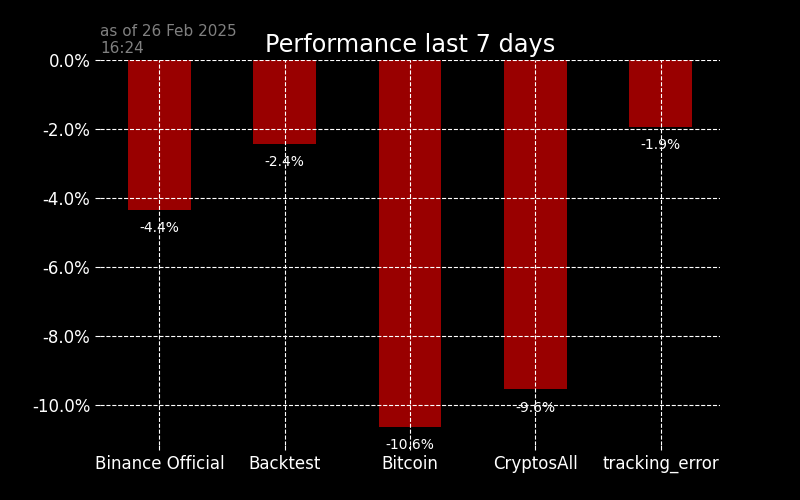 as of 26 Feb 2025
16:24
Performance last 7 days
0.0%
-2.0%
-4.0%
-6.0%
-8.0%
-10.0%
-4.4%
-2.4%
-10.6%
-9.6%
-1.9%
Binance Official
Backtest
Bitcoin
CryptosAll
tracking_error